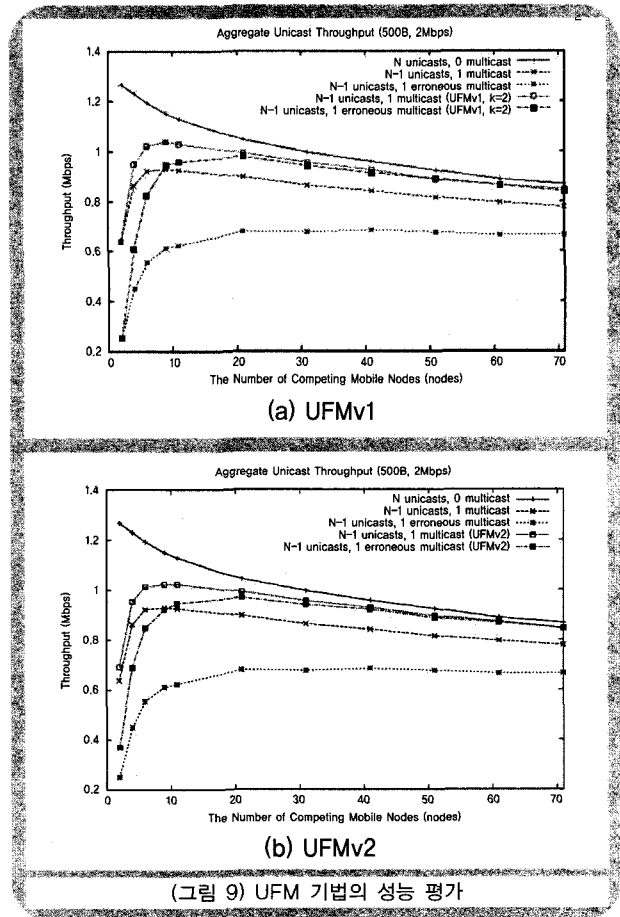 Aggregate Unicast Throughput (500B, 2Mbps)
1.4
N unicasts, 0 multicast
N-1 unicasts, 1 multicast
1.2
N-1 unicasts, 1 erroneous multicast
N-1 unicasts, 1 multicast (UFMv1, k=2)
N-1 unicasts, 1 erroneous multicast (UFMv1, k=2)
1
0.8
0.6
0.4
0.2
Throughput (Mbps)
0 10 20 30 40 50 60 70
The Number of Competing Mobile Nodes (nodes)
(a) UFMv1
Aggregate Unicast Throughput (500B, 2Mbps)
1.4
N unicasts, 0 multicast
N-1 unicasts, 1 multicast
1.2
N-1 unicasts, 1 erroneous multicast
N-1 unicasts, 1 multicast (UFMv2)
N-1 unicasts, 1 erroneous multicast (UFMv2)
1
0.8
0.6
0.4
0.2
Throughput (Mbps)
0 10 20 30 40 50 60 70
The Number of Competing Mobile Nodes (nodes)
(b) UFMv2
(그림 9) UFM 기법의 성능 평가